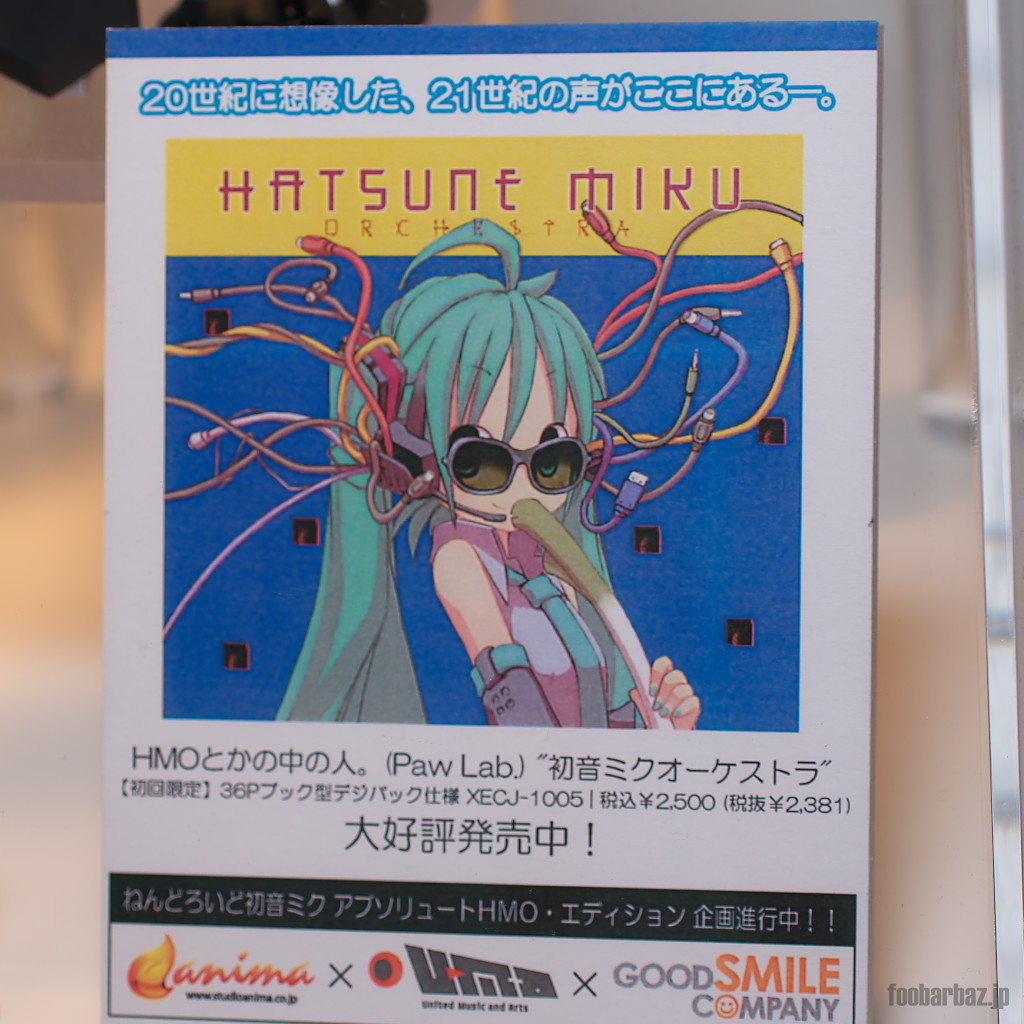 20世紀に想像した、21世紀の声がここにある―。
HATSUNE MIKU
ORCHESTRA
HMOとかの中の人。(Paw Lab.) "初音ミクオーケストラ"
【初回限定】36Pブック型デジパック仕様 XECJ-1005 | 税込¥2,500 (税抜¥2,381)
大好評発売中！
ねんどろいど初音ミク アブソリュートHMO・エディション 企画進行中！！
anima × U/M/A/A × GOOD SMILE COMPANY
www.studioanima.co.jp
United Music and Arts
foobarbaz.jp